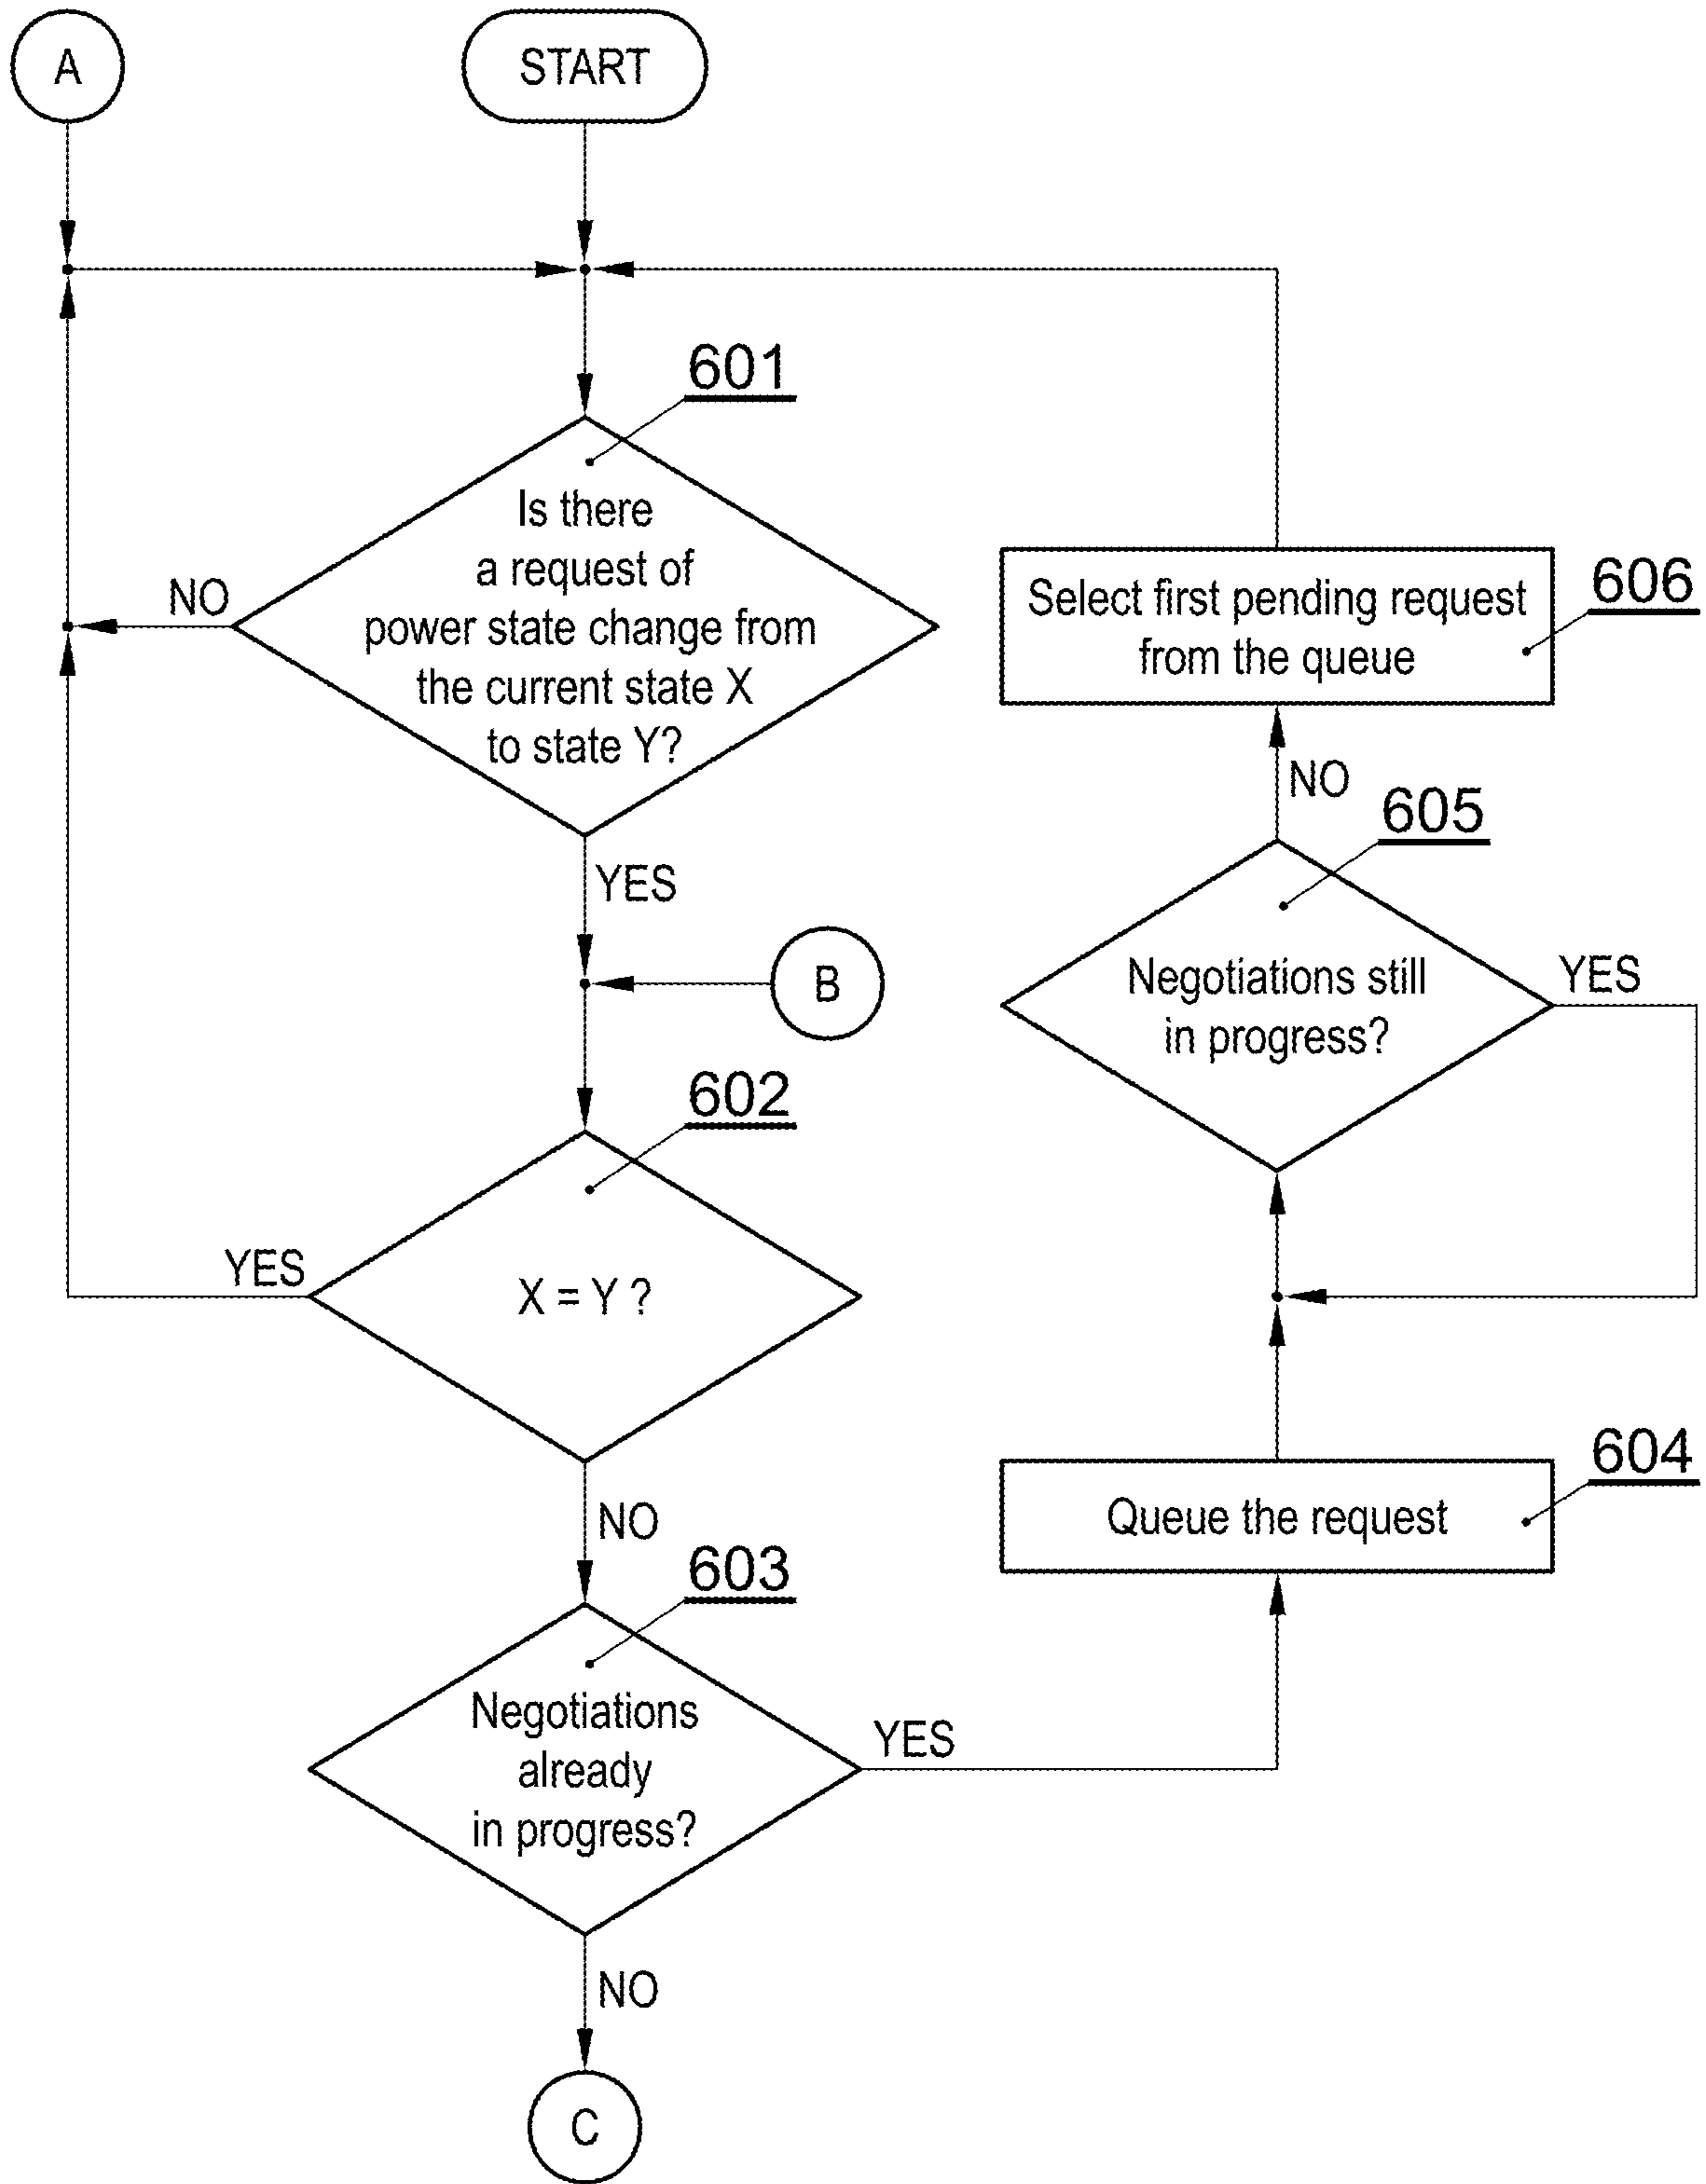 A
START
601
Is there
a request of
power state change from
the current state X
to state Y?
NO
YES
B
602
X = Y ?
YES
NO
603
Negotiations
already
in progress?
YES
NO
C
604
Queue the request
605
Negotiations still
in progress?
YES
NO
606
Select first pending request
from the queue